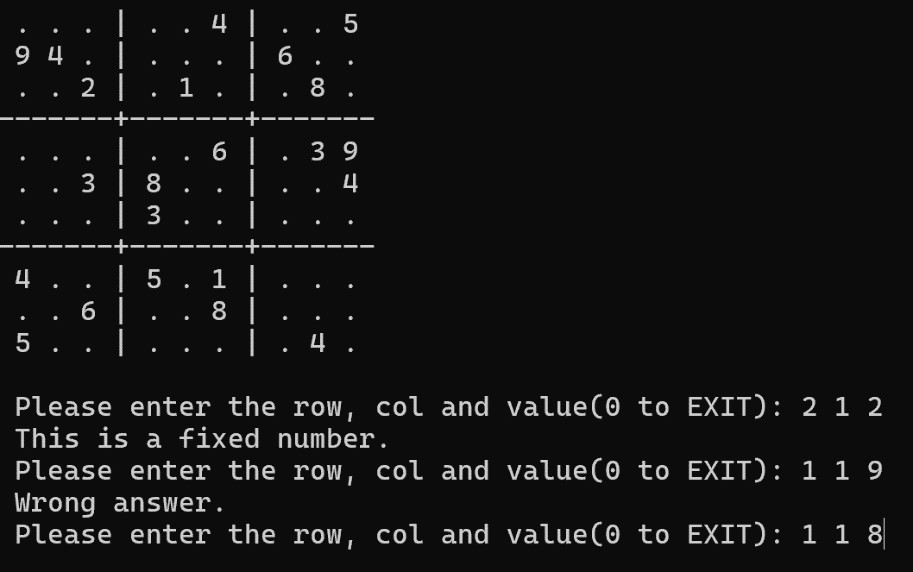 . . . | . . 4 | . . 5
9 4 . | . . . | 6 . .
. . 2 | . 1 . | . 8 .
-------+-------+-------
. . . | . . 6 | . 3 9
. . 3 | 8 . . | . . 4
. . . | 3 . . | . . .
-------+-------+-------
4 . . | 5 . 1 | . . .
. . 6 | . . 8 | . . .
5 . . | . . . | . 4 .
Please enter the row, col and value(0 to EXIT): 2 1 2
This is a fixed number.
Please enter the row, col and value(0 to EXIT): 1 1 9
Wrong answer.
Please enter the row, col and value(0 to EXIT): 1 1 8